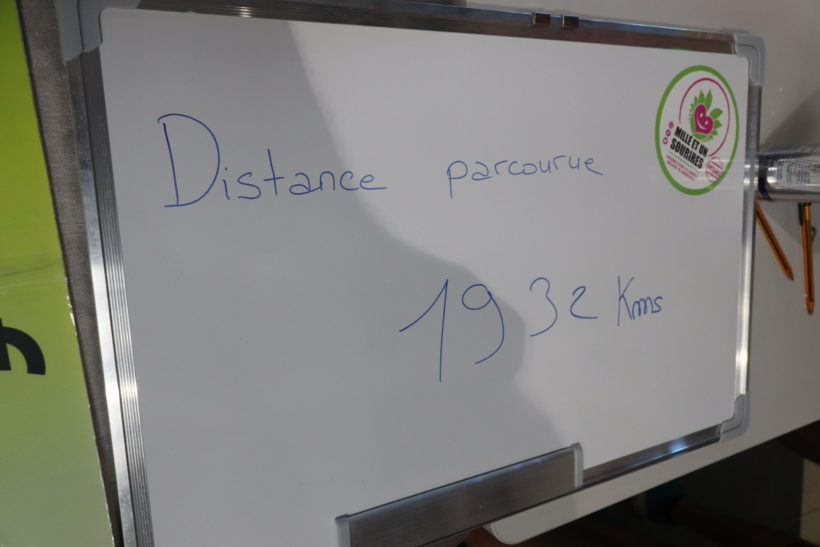 Distance parcourue
1932 Kms
MILLE ET UN
SOURIRES